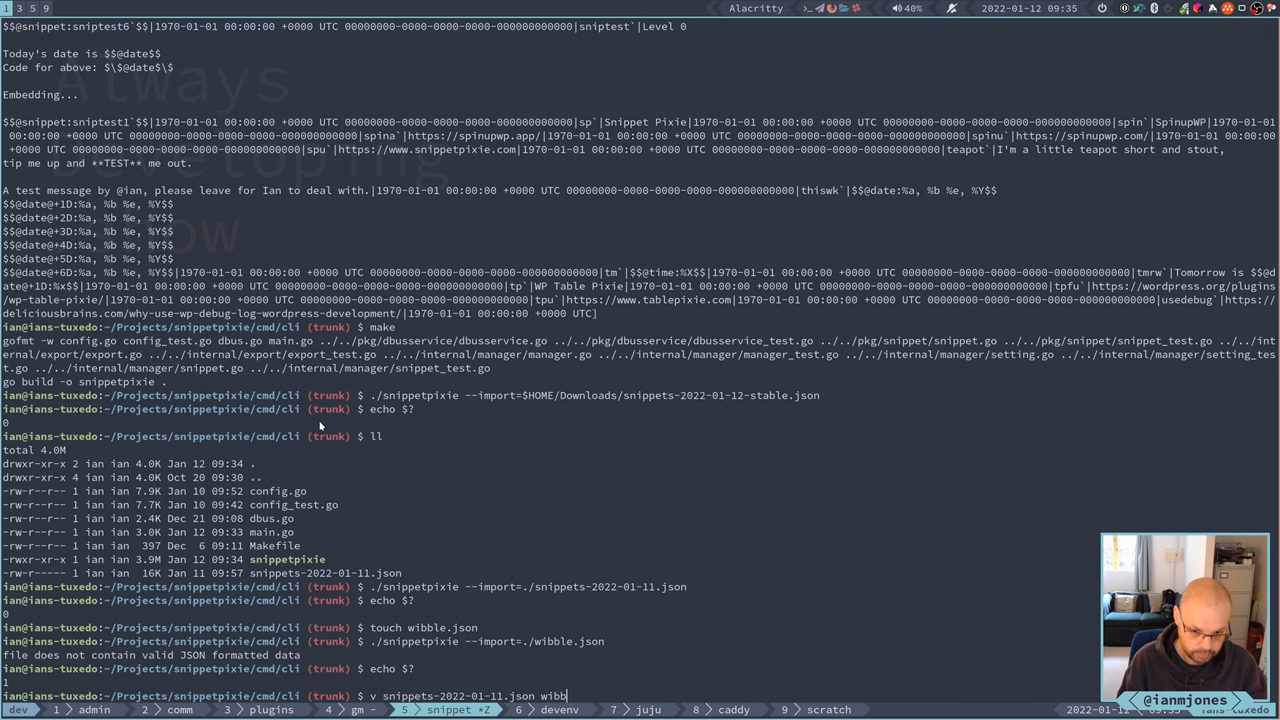 1 3 5 9 Alacritty 40% 2022-01-12 09:35
$$@snippet:sniptest6`$$|1970-01-01 00:00:00 +0000 UTC 00000000-0000-0000-0000-000000000000|sniptest`|Level 0
Today's date is $$@date$$
Code for above: $\$@date$\$
Always
Embedding...
$$@snippet:sniptest1`$$|1970-01-01 00:00:00 +0000 UTC 00000000-0000-0000-0000-000000000000|sp`|Snippet Pixie|1970-01-01 00:00:00 +0000 UTC 00000000-0000-0000-0000-000000000000|spin`|SpinupWP|1970-01-01
00:00:00 +0000 UTC 00000000-0000-0000-0000-000000000000|spina`|https://spinupwp.app/|1970-01-01 00:00:00 +0000 UTC 00000000-0000-0000-0000-000000000000|spinu`|https://spinupwp.com/|1970-01-01 00:00:00
+0000 UTC 00000000-0000-0000-0000-000000000000|spu`|https://www.snippetpixie.com|1970-01-01 00:00:00 +0000 UTC 00000000-0000-0000-0000-000000000000|teapot`|I'm a little teapot short and stout,
tip me up and **TEST** me out.
Developing
A test message by @ian, please leave for Ian to deal with.|1970-01-01 00:00:00 +0000 UTC 00000000-0000-0000-0000-000000000000|thiswk`|$$@date:%a, %b %e, %Y$$
$$@date@+1D:%a, %b %e, %Y$$
$$@date@+2D:%a, %b %e, %Y$$
$$@date@+3D:%a, %b %e, %Y$$
$$@date@+4D:%a, %b %e, %Y$$
$$@date@+5D:%a, %b %e, %Y$$
$$@date@+6D:%a, %b %e, %Y$$|1970-01-01 00:00:00 +0000 UTC 00000000-0000-0000-0000-000000000000|tm`|$$@time:%X$$|1970-01-01 00:00:00 +0000 UTC 00000000-0000-0000-0000-000000000000|tmrw`|Tomorrow is $$@d
ate@+1D:%x$$|1970-01-01 00:00:00 +0000 UTC 00000000-0000-0000-0000-000000000000|tp`|WP Table Pixie|1970-01-01 00:00:00 +0000 UTC 00000000-0000-0000-0000-000000000000|tpfu`|https://wordpress.org/plugins
/wp-table-pixie/|1970-01-01 00:00:00 +0000 UTC 00000000-0000-0000-0000-000000000000|tpu`|https://www.tablepixie.com|1970-01-01 00:00:00 +0000 UTC 00000000-0000-0000-0000-000000000000|usedebug`|https://
deliciousbrains.com/why-use-wp-debug-log-wordpress-development/|1970-01-01 00:00:00 +0000 UTC]
ian@ians-tuxedo:~/Projects/snippetpixie/cmd/cli (trunk) $ make
gofmt -w config.go config_test.go dbus.go main.go ../../pkg/dbusservice/dbusservice.go ../../pkg/dbusservice/dbusservice_test.go ../../pkg/snippet/snippet.go ../../pkg/snippet/snippet_test.go ../../int
ernal/export/export.go ../../internal/export/export_test.go ../../internal/manager/manager.go ../../internal/manager/setting.go ../../internal/manager/setting_tes
t.go ../../internal/manager/snippet.go ../../internal/manager/snippet_test.go
go build -o snippetpixie .
ian@ians-tuxedo:~/Projects/snippetpixie/cmd/cli (trunk) $ ./snippetpixie --import=$HOME/Downloads/snippets-2022-01-12-stable.json
ian@ians-tuxedo:~/Projects/snippetpixie/cmd/cli (trunk) $ echo $?
0
ian@ians-tuxedo:~/Projects/snippetpixie/cmd/cli (trunk) $ ll
total 4.0M
drwxr-xr-x 2 ian ian 4.0K Jan 12 09:34 .
drwxr-xr-x 4 ian ian 4.0K Oct 20 09:30 ..
-rw-r--r-- 1 ian ian 7.9K Jan 10 09:52 config.go
-rw-r--r-- 1 ian ian 7.7K Jan 10 09:42 config_test.go
-rw-r--r-- 1 ian ian 2.4K Dec 21 09:08 dbus.go
-rw-r--r-- 1 ian ian 3.0K Jan 12 09:33 main.go
-rw-r--r-- 1 ian ian 397 Dec 6 09:11 Makefile
-rwxr-xr-x 1 ian ian 3.9M Jan 12 09:34 snippetpixie
-rw-r----- 1 ian ian 16K Jan 11 09:57 snippets-2022-01-11.json
ian@ians-tuxedo:~/Projects/snippetpixie/cmd/cli (trunk) $ ./snippetpixie --import=./snippets-2022-01-11.json
ian@ians-tuxedo:~/Projects/snippetpixie/cmd/cli (trunk) $ echo $?
0
ian@ians-tuxedo:~/Projects/snippetpixie/cmd/cli (trunk) $ touch wibble.json
ian@ians-tuxedo:~/Projects/snippetpixie/cmd/cli (trunk) $ ./snippetpixie --import=./wibble.json
file does not contain valid JSON formatted data
ian@ians-tuxedo:~/Projects/snippetpixie/cmd/cli (trunk) $ echo $?
1
ian@ians-tuxedo:~/Projects/snippetpixie/cmd/cli (trunk) $ v snippets-2022-01-11.json wibb
@ianmjones
dev 1 admin 2 comm 3 plugins 4 gm - 5 snippet *Z 6 devenv 7 juju 8 caddy 9 scratch 2022-01-12